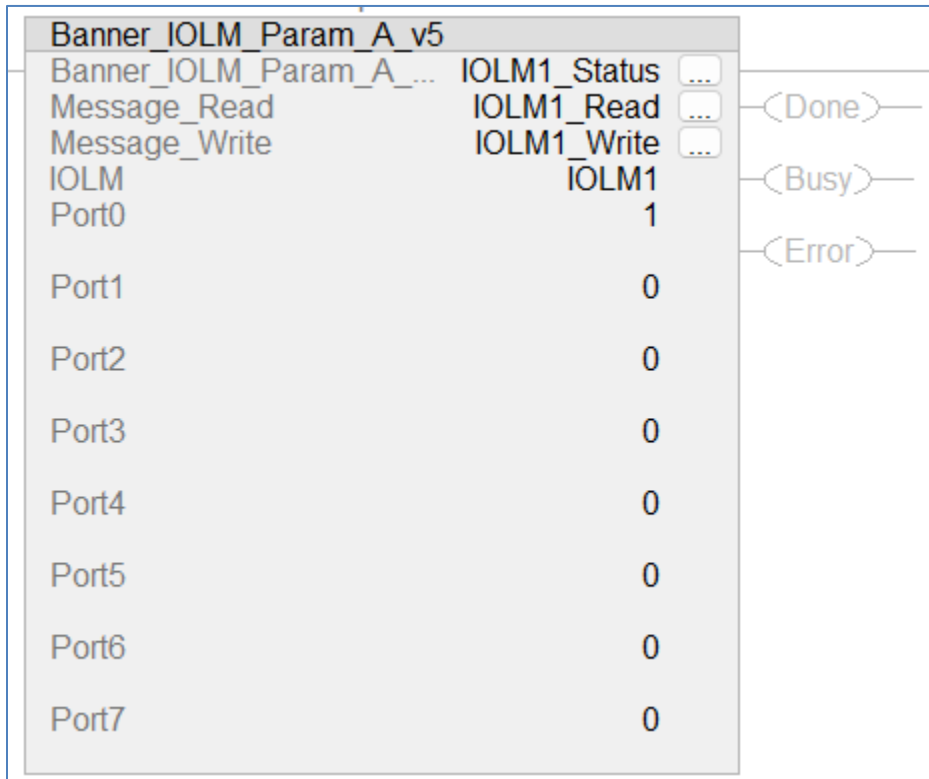 Banner_IOLM_Param_A_v5
Banner_IOLM_Param_A_... IOLM1_Status ...
Message_Read IOLM1_Read ... (Done)
Message_Write IOLM1_Write ...
IOLM IOLM1 (Busy)
Port0 1
(Error)
Port1 0
Port2 0
Port3 0
Port4 0
Port5 0
Port6 0
Port7 0